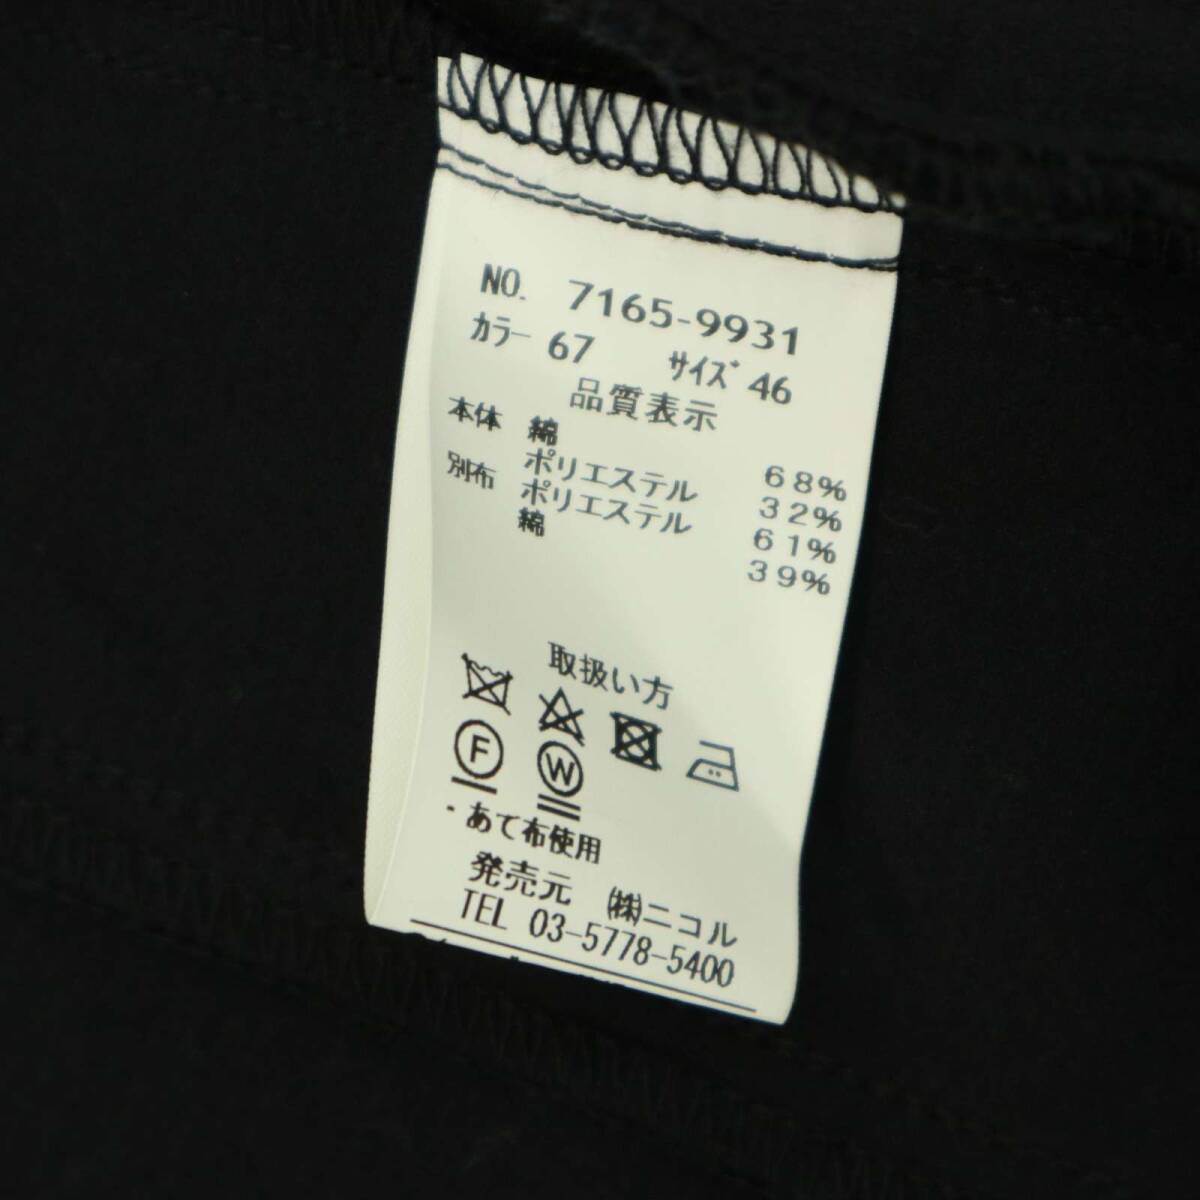 NO. 7165-9931
カラー 67 サイズ 46
品質表示
本体 綿 68%
ポリエステル 32%
別布 ポリエステル 61%
綿 39%
取扱い方
F W
・あて布使用
発売元 ㈱ニコル
TEL 03-5778-5400